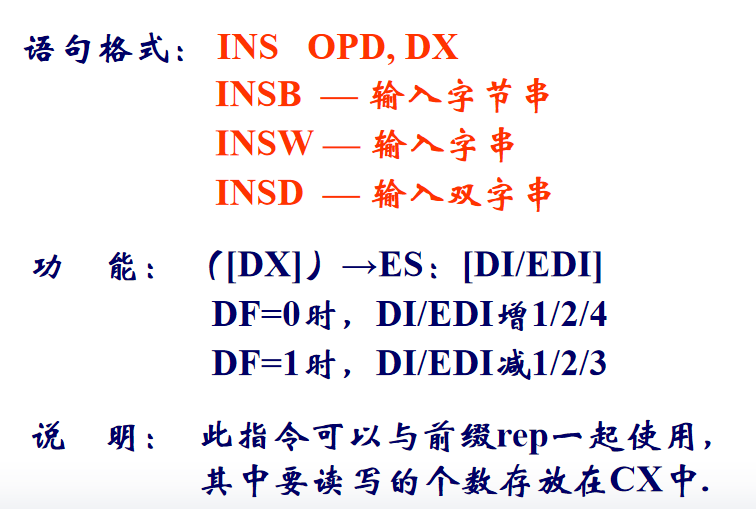 语句格式： INS OPD, DX
INSB — 输入字节串
INSW — 输入字串
INSD — 输入双字串
功 能： （[DX]）→ES：[DI/EDI]
DF=0时，DI/EDI增1/2/4
DF=1时，DI/EDI减1/2/3
说 明： 此指令可以与前缀rep一起使用，
其中要读写的个数存放在CX中.